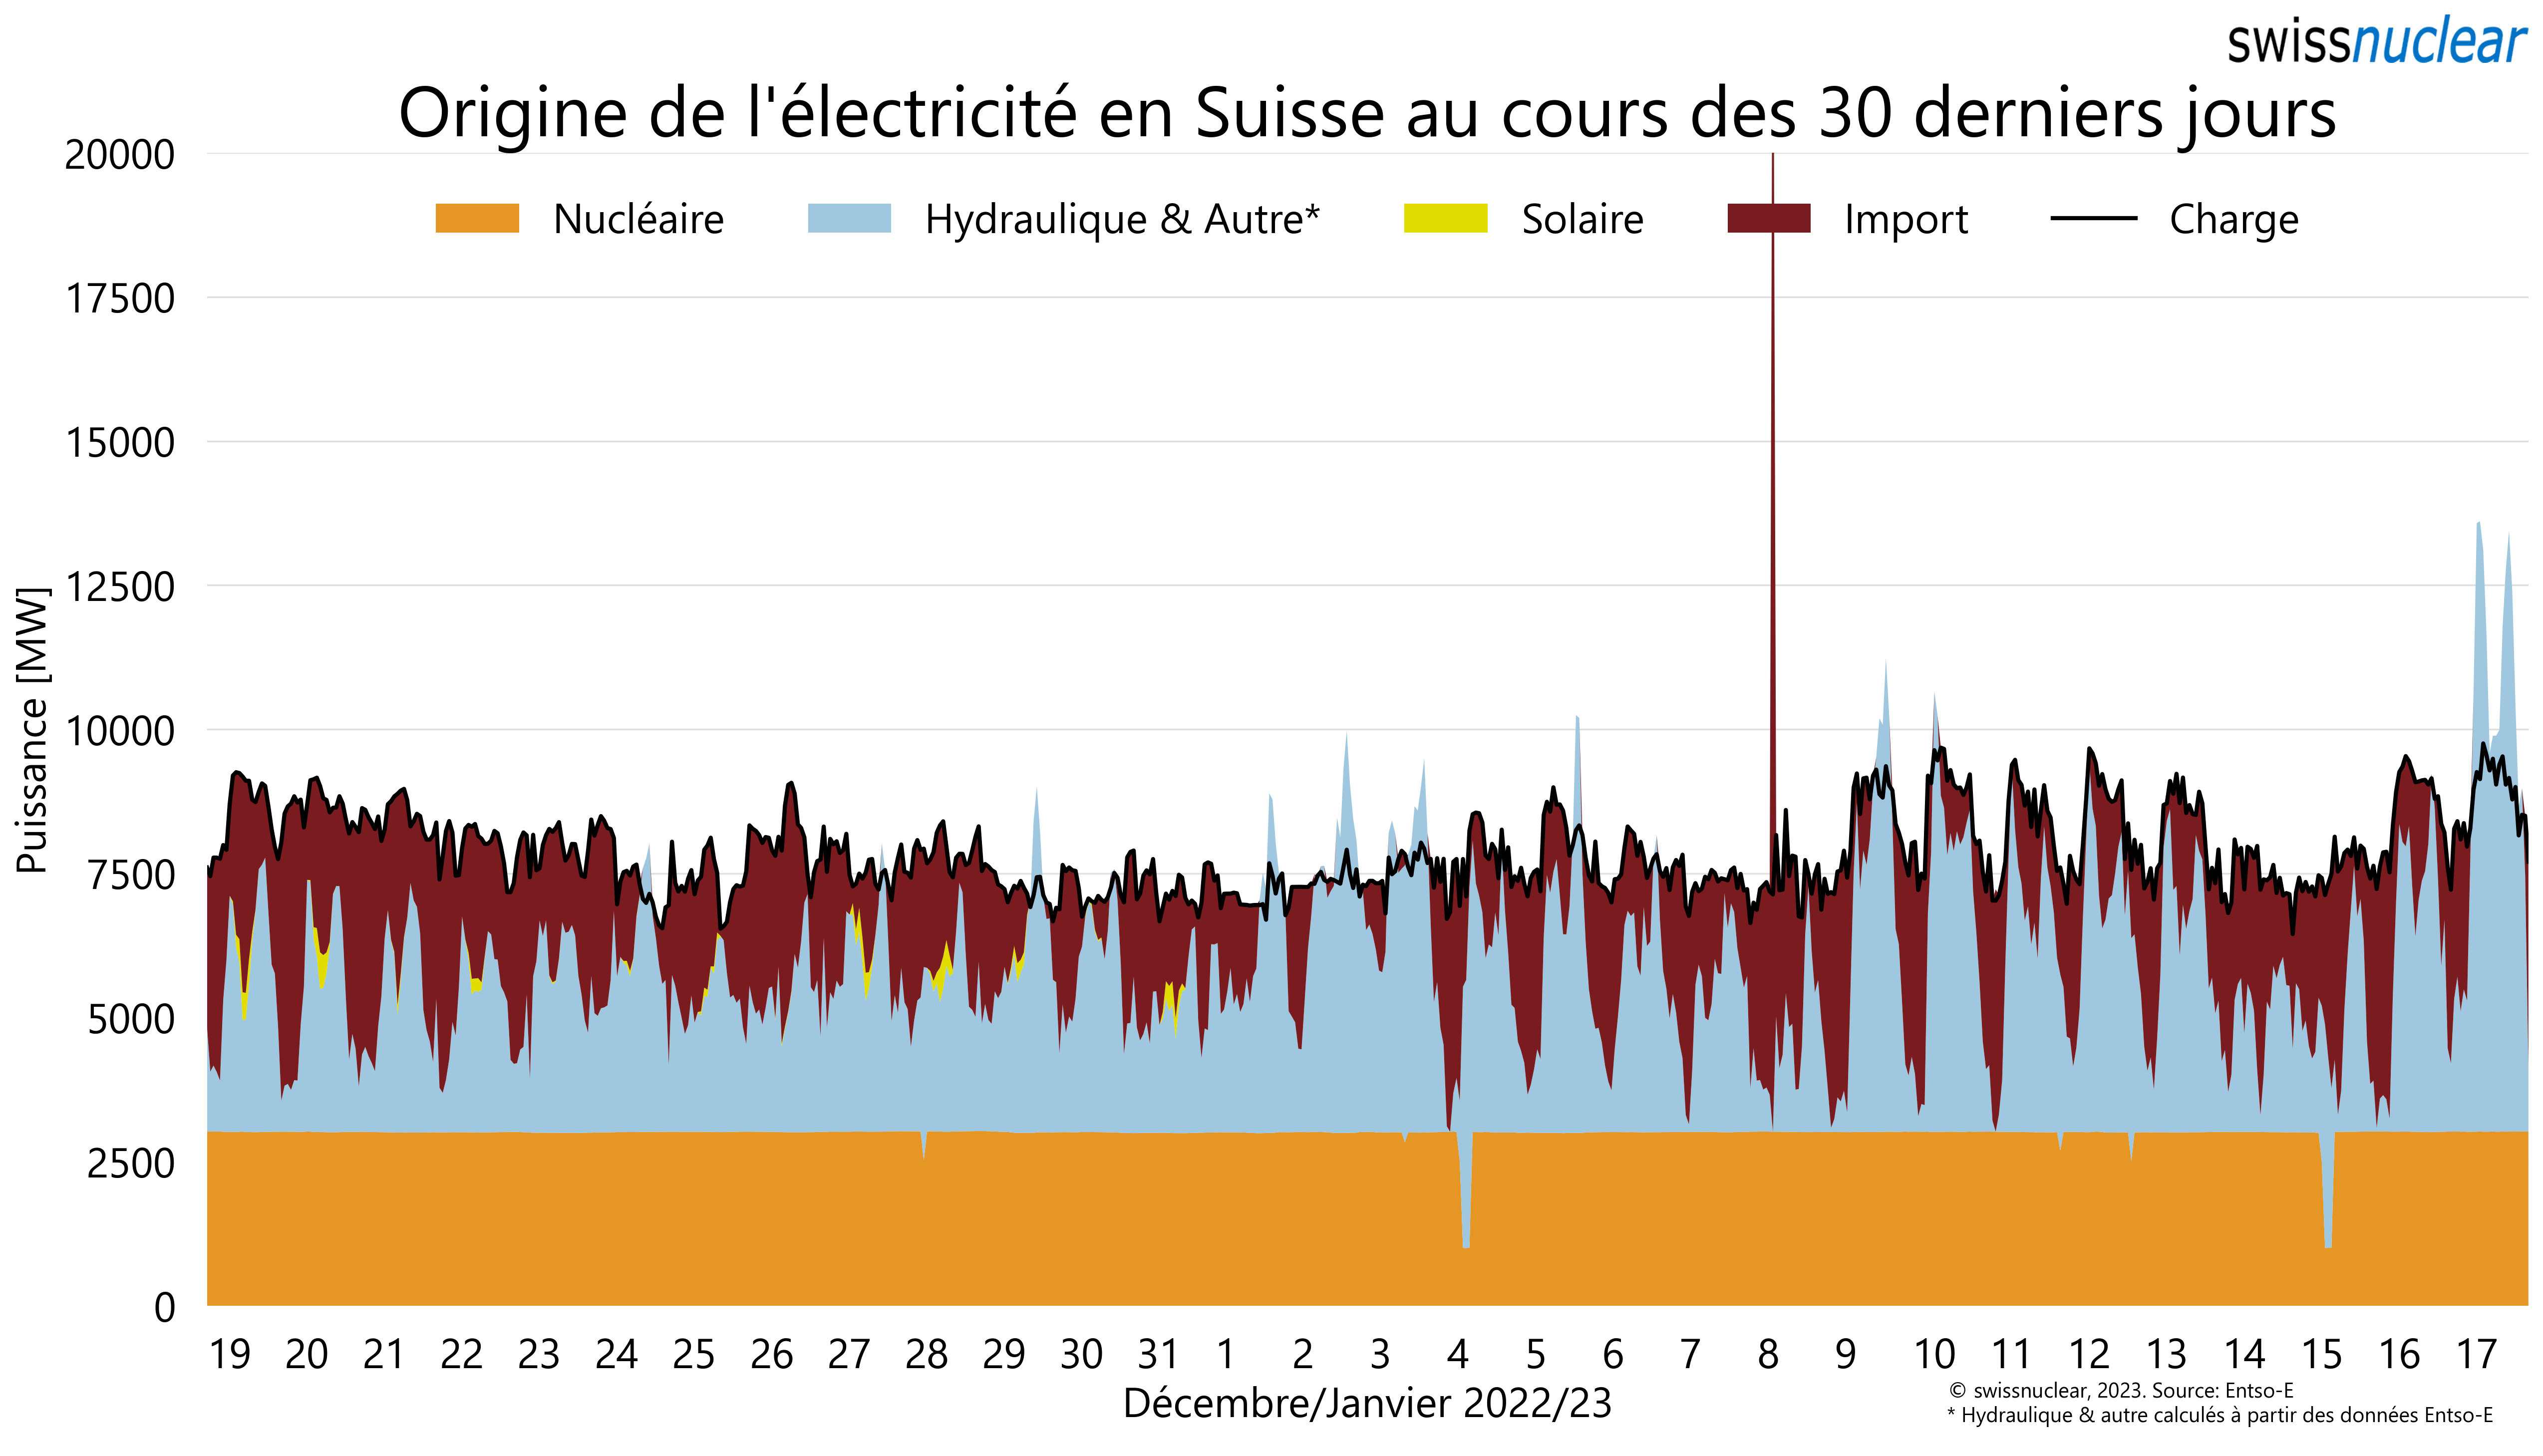 swissnuclear
Origine de l'électricité en Suisse au cours des 30 derniers jours
20000
Nucléaire Hydraulique & Autre* Solaire Import Charge
17500
15000
12500
10000
7500
5000
2500
0
Puissance [MW]
19 20 21 22 23 24 25 26 27 28 29 30 31 1 2 3 4 5 6 7 8 9 10 11 12 13 14 15 16 17
Décembre/Janvier 2022/23
© swissnuclear, 2023. Source: Entso-E
* Hydraulique & autre calculés à partir des données Entso-E